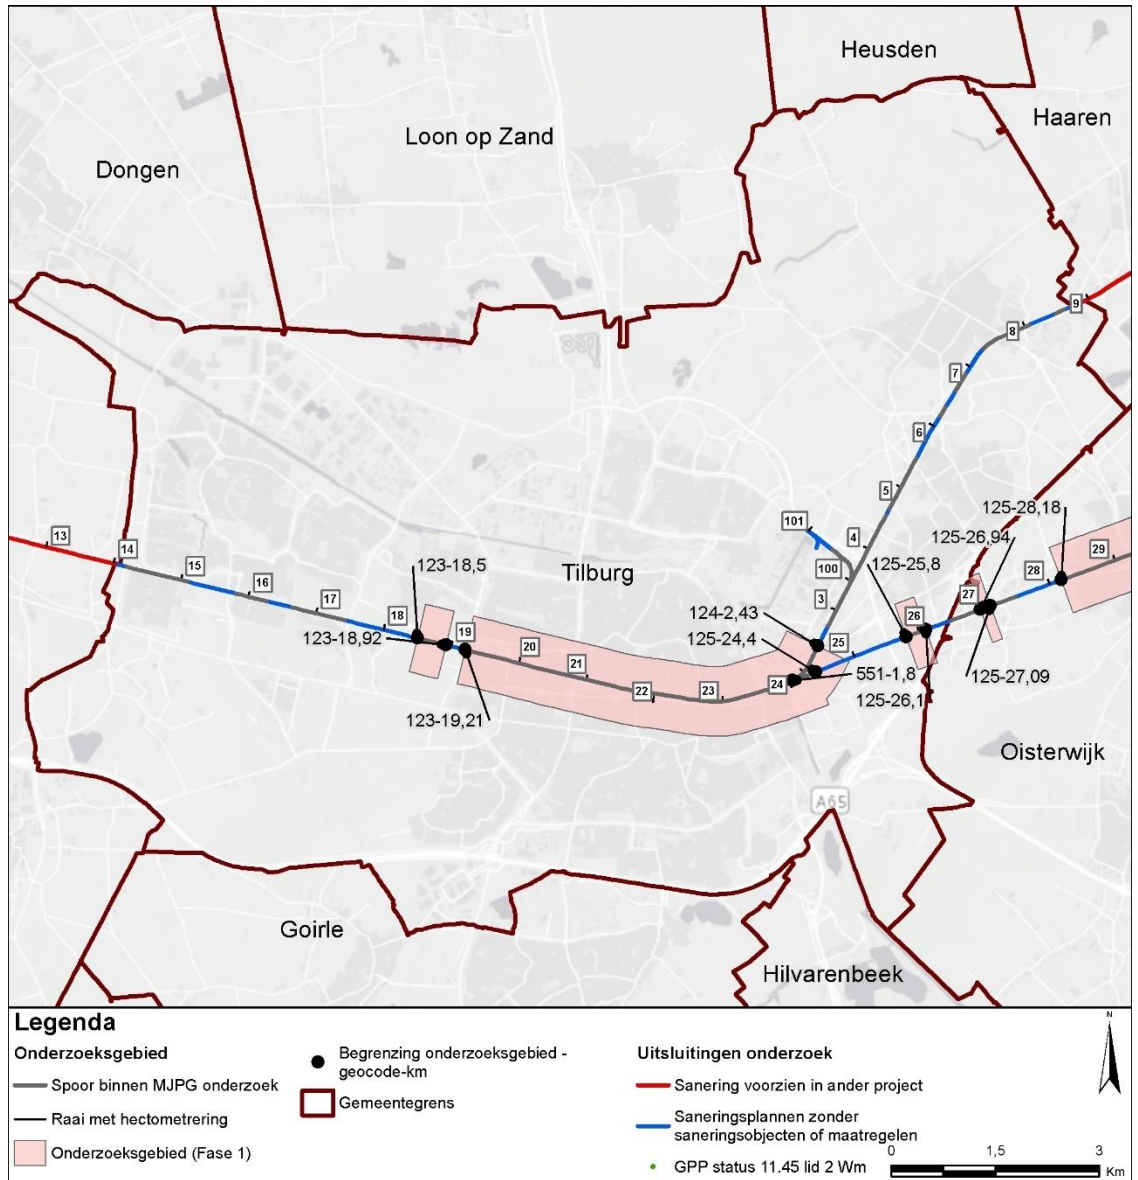 Heusden
Haaren
Loon op Zand
Dongen
9
8
7
6
5
125-28,18
101
4
125-26,94
29
13
14
125-25,8
15
123-18,5
Tilburg
100
28
16
27
17
124-2,43
3
18
26
123-18,92
19
125-24,4
25
20
21
551-1,8
125-27,09
24
22
23
125-26,1
123-19,21
Oisterwijk
A65
Goirle
Hilvarenbeek
Legenda
Onderzoeksgebied
Spoor binnen MJPG onderzoek
Raai met hectometrering
Onderzoeksgebied (Fase 1)
Begrenzing onderzoeksgebied -
geocode-km
Gemeentegrens
Uitsluitingen onderzoek
Sanering voorzien in ander project
Saneringsplannen zonder
saneringsobjecten of maatregelen
GPP status 11.45 lid 2 Wm
N
0 1,5 3
Km